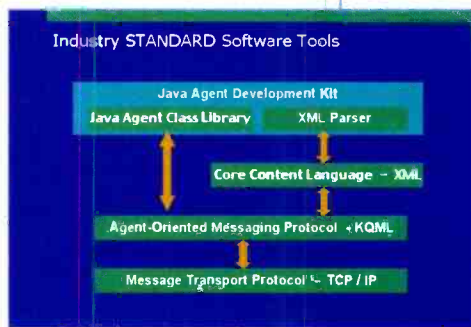 Industry STANDARD Software Tools
Java Agent Development Kit
Java Agent Class Library XML Parser
Core Content Language - XML
Agent-Oriented Messaging Protocol - KQML
Message Transport Protocol - TCP / IP